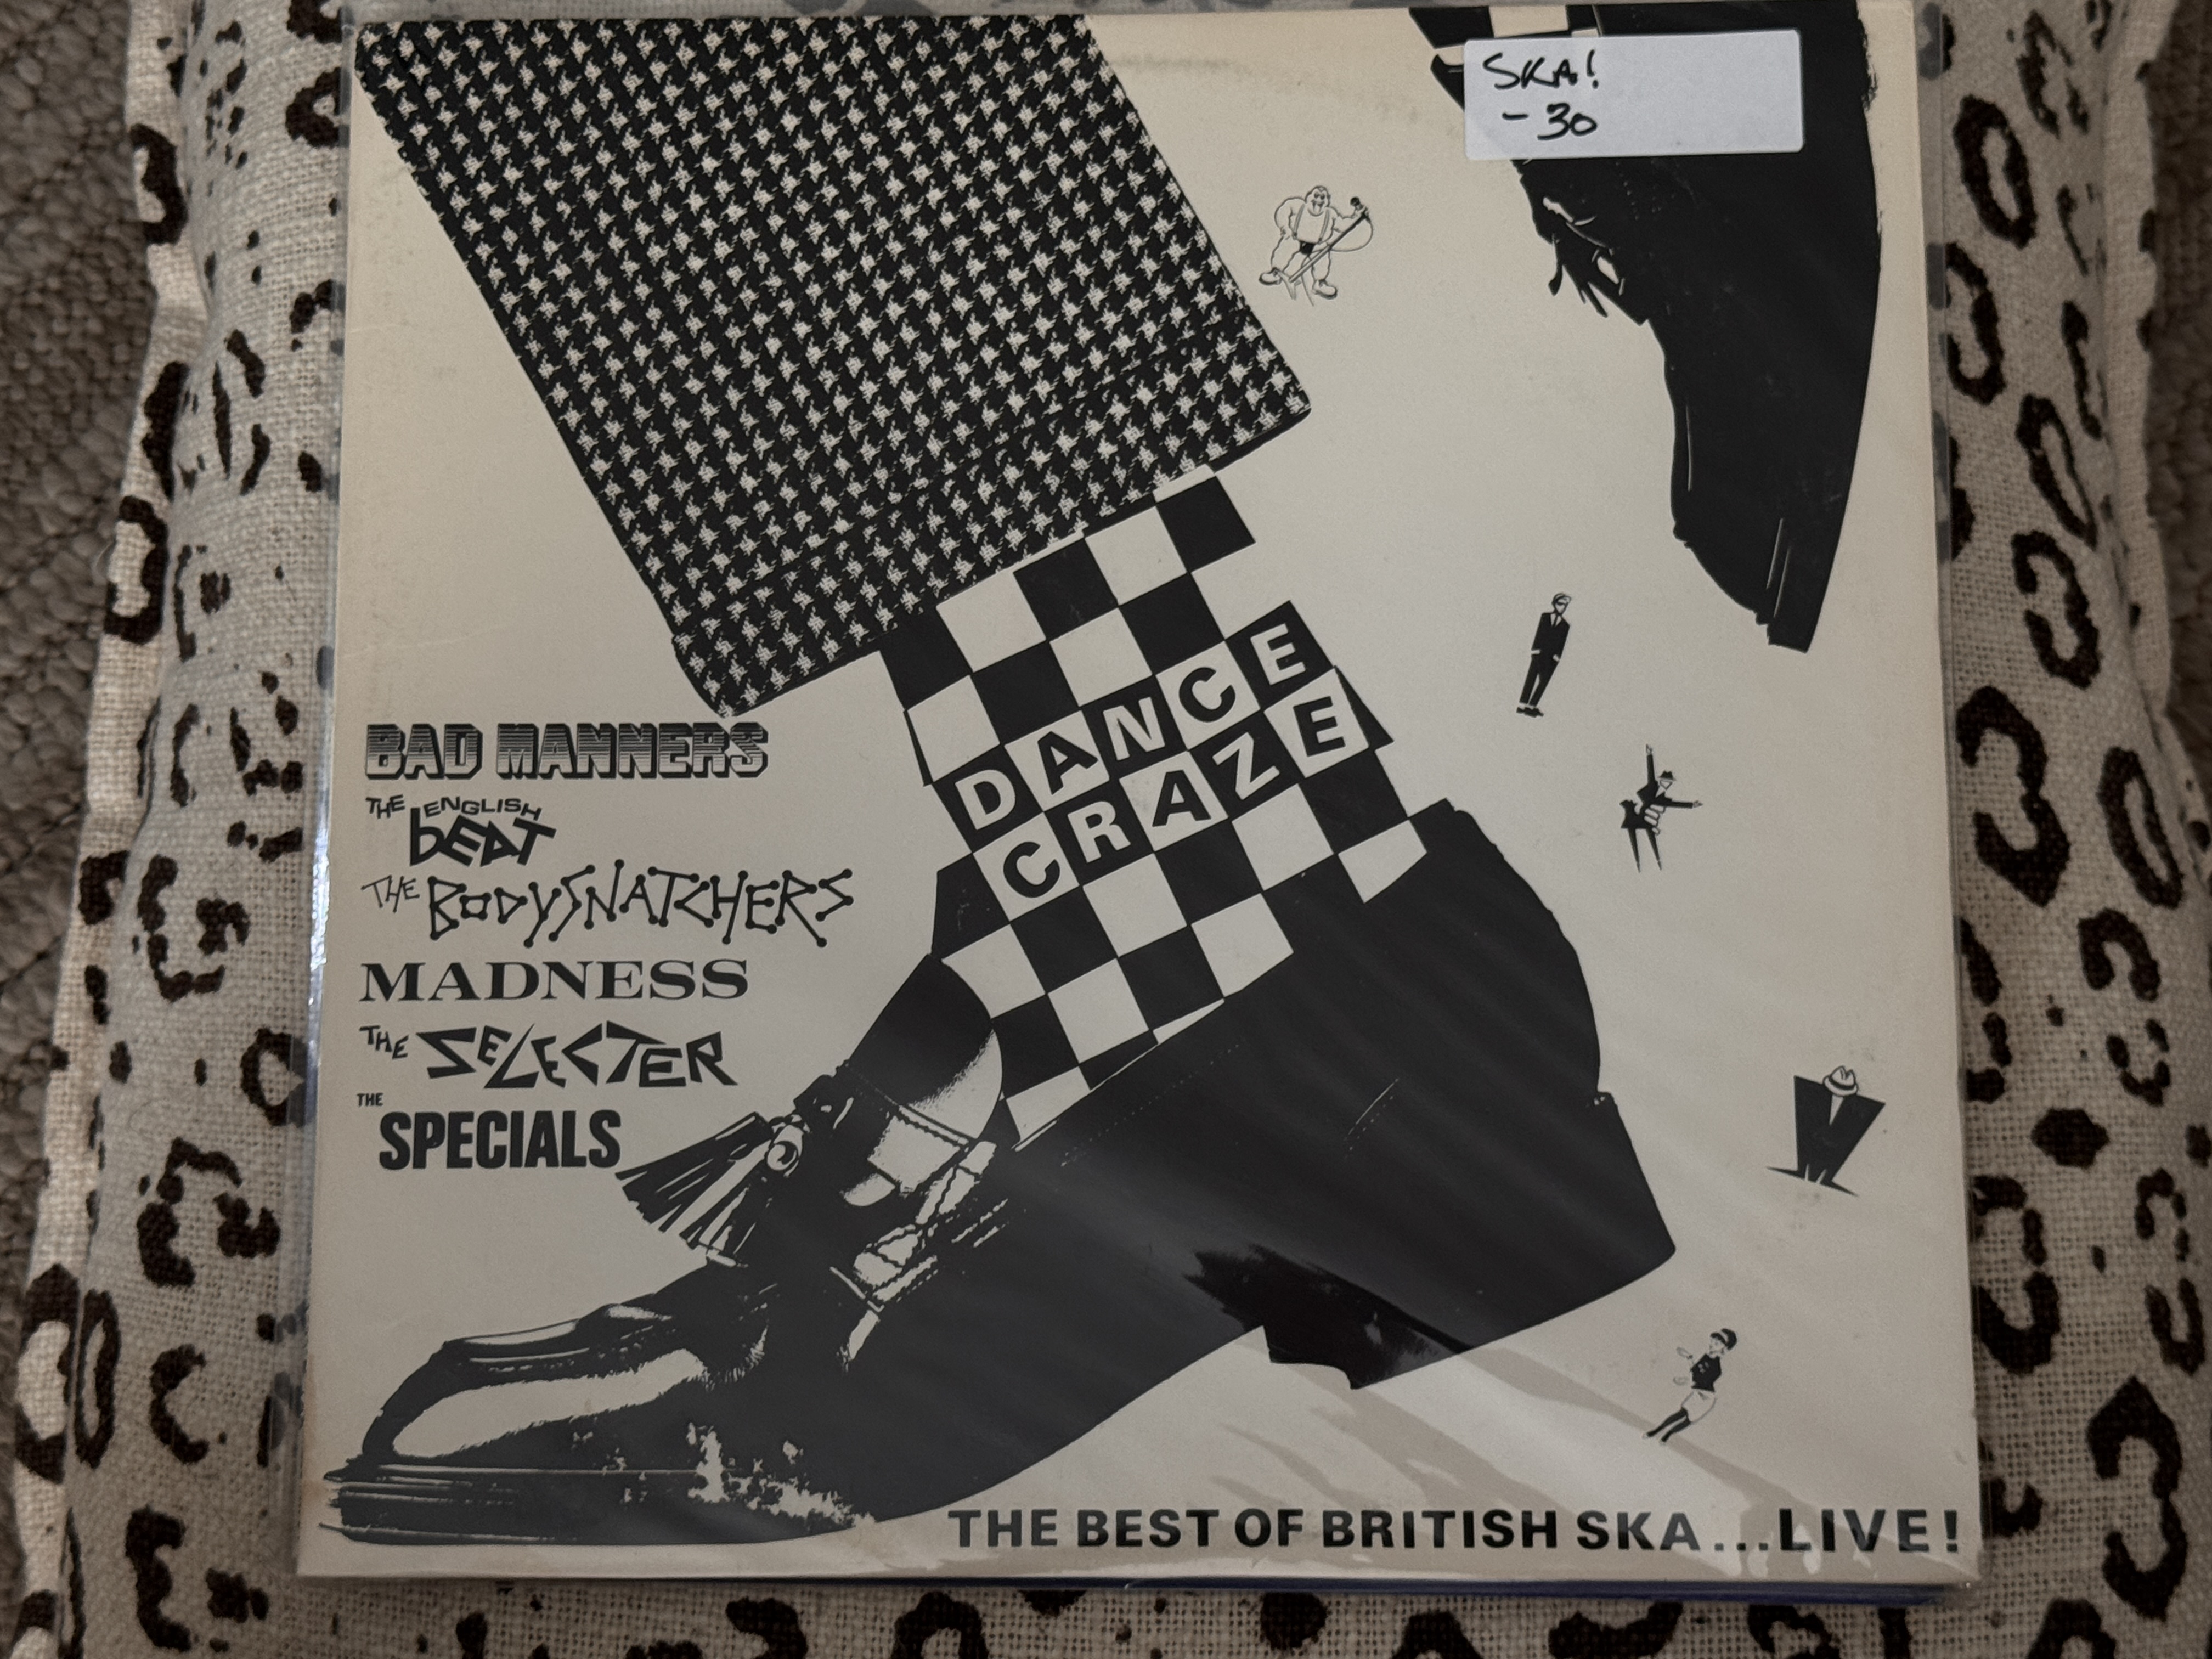 SKA!
- 30
DANCE
CRAZE
BAD MANNERS
THE ENGLISH
bEAT
THE BODYSNATCHERS
MADNESS
THE SELECTER
THE
SPECIALS
THE BEST OF BRITISH SKA...LIVE!